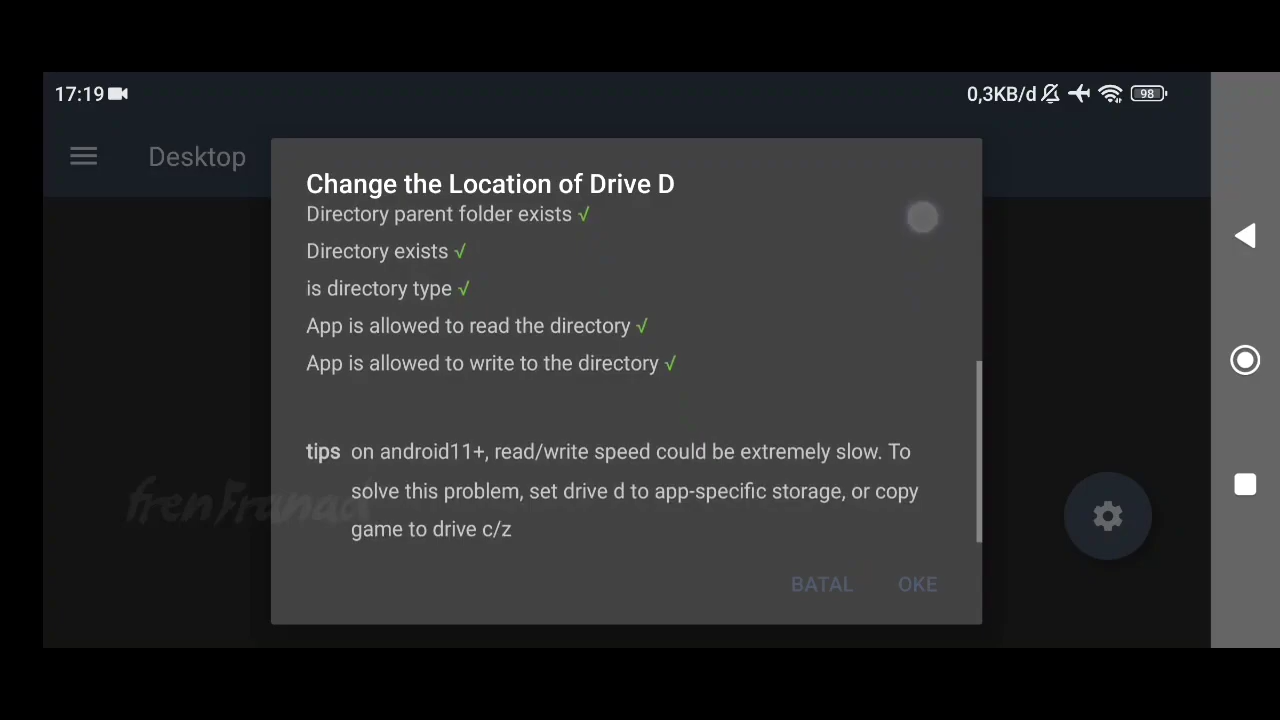 17:19
0,3KB/d
98
Desktop
Change the Location of Drive D
Directory parent folder exists √
Directory exists √
is directory type √
App is allowed to read the directory √
App is allowed to write to the directory √
tips on android11+, read/write speed could be extremely slow. To
solve this problem, set drive d to app-specific storage, or copy
game to drive c/z
BATAL OKE